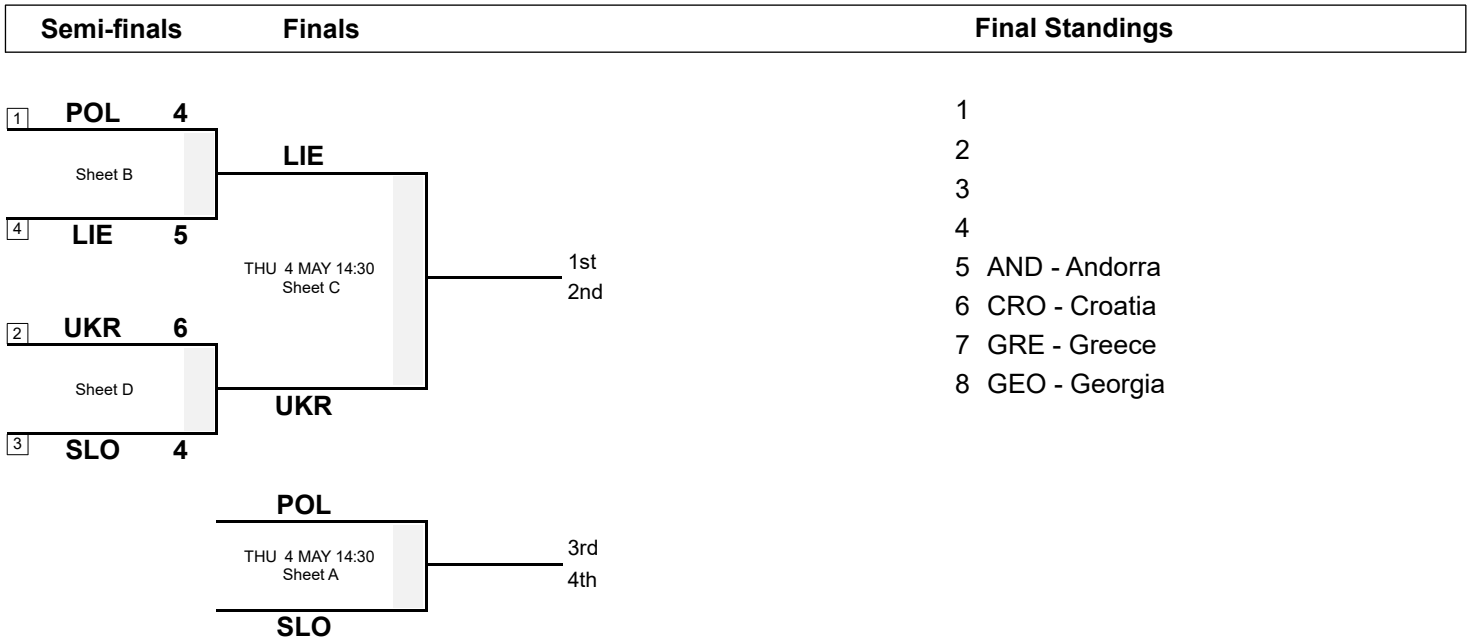 Semi-finals Finals Final Standings
1 POL 4
Sheet B
4 LIE 5
2 UKR 6
Sheet D
3 SLO 4
LIE
THU 4 MAY 14:30
Sheet C
UKR
1st
2nd
POL
THU 4 MAY 14:30
Sheet A
SLO
3rd
4th
1
2
3
4
5 AND - Andorra
6 CRO - Croatia
7 GRE - Greece
8 GEO - Georgia